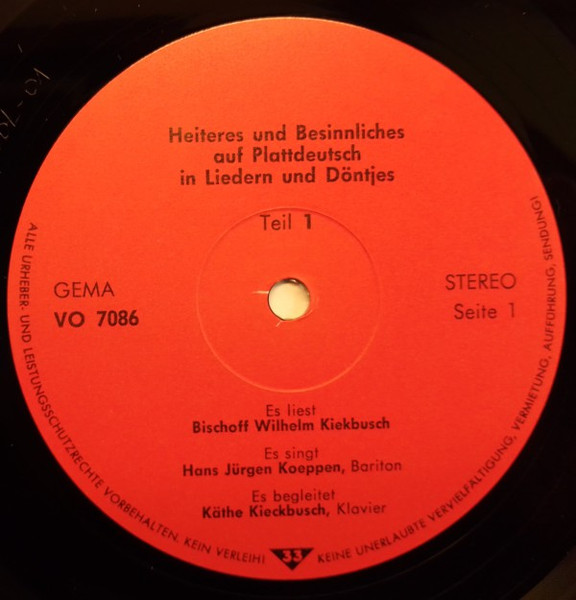 Heiteres und Besinnliches
auf Plattdeutsch
in Liedern und Döntjes
Teil 1
GEMA
VO 7086
STEREO
Seite 1
Es liest
Bischoff Wilhelm Kiekbusch
Es singt
Hans Jürgen Koeppen, Bariton
Es begleitet
Käthe Kieckbusch, Klavier
ALLE URHEBER- UND LEISTUNGSSCHUTZRECHTE VORBEHALTEN. KEIN VERLEIH!
33
KEINE UNERLAUBTE VERVIELFÄLTIGUNG, VERMIETUNG, AUFFÜHRUNG, SENDUNG!